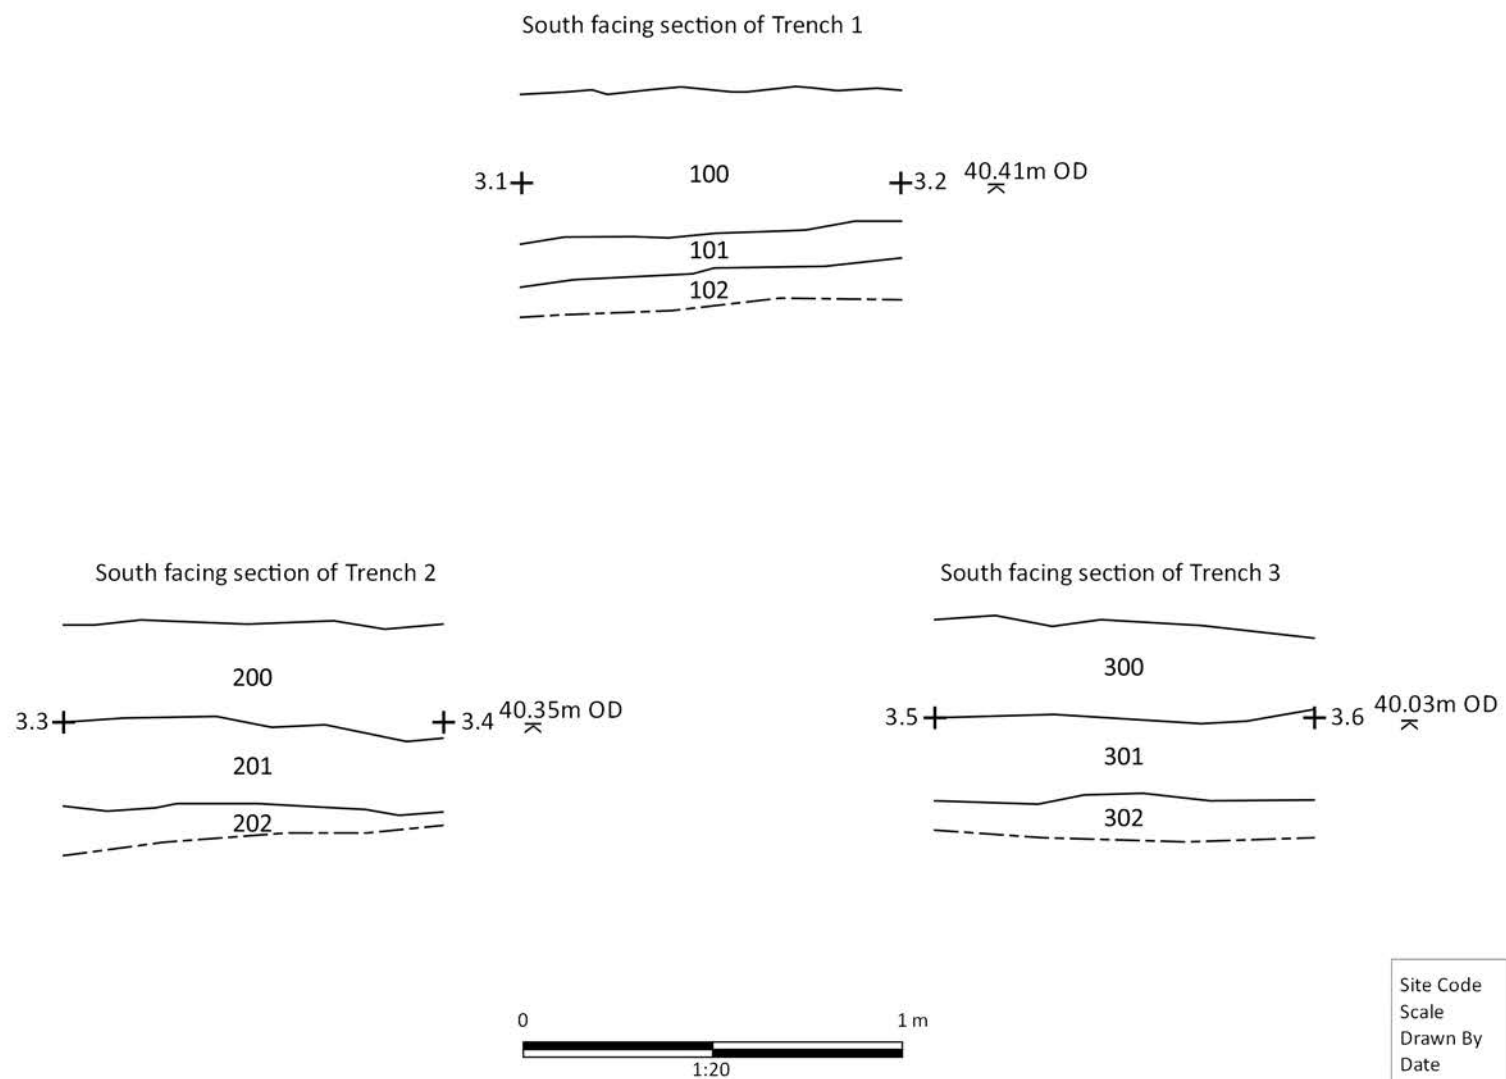 South facing section of Trench 1
3.1 100 3.2 40.41m OD
101
102
South facing section of Trench 2
200
3.3 3.4 40.35m OD
201
202
South facing section of Trench 3
300
3.5 3.6 40.03m OD
301
302
0 1 m
1:20
Site Code
Scale
Drawn By
Date